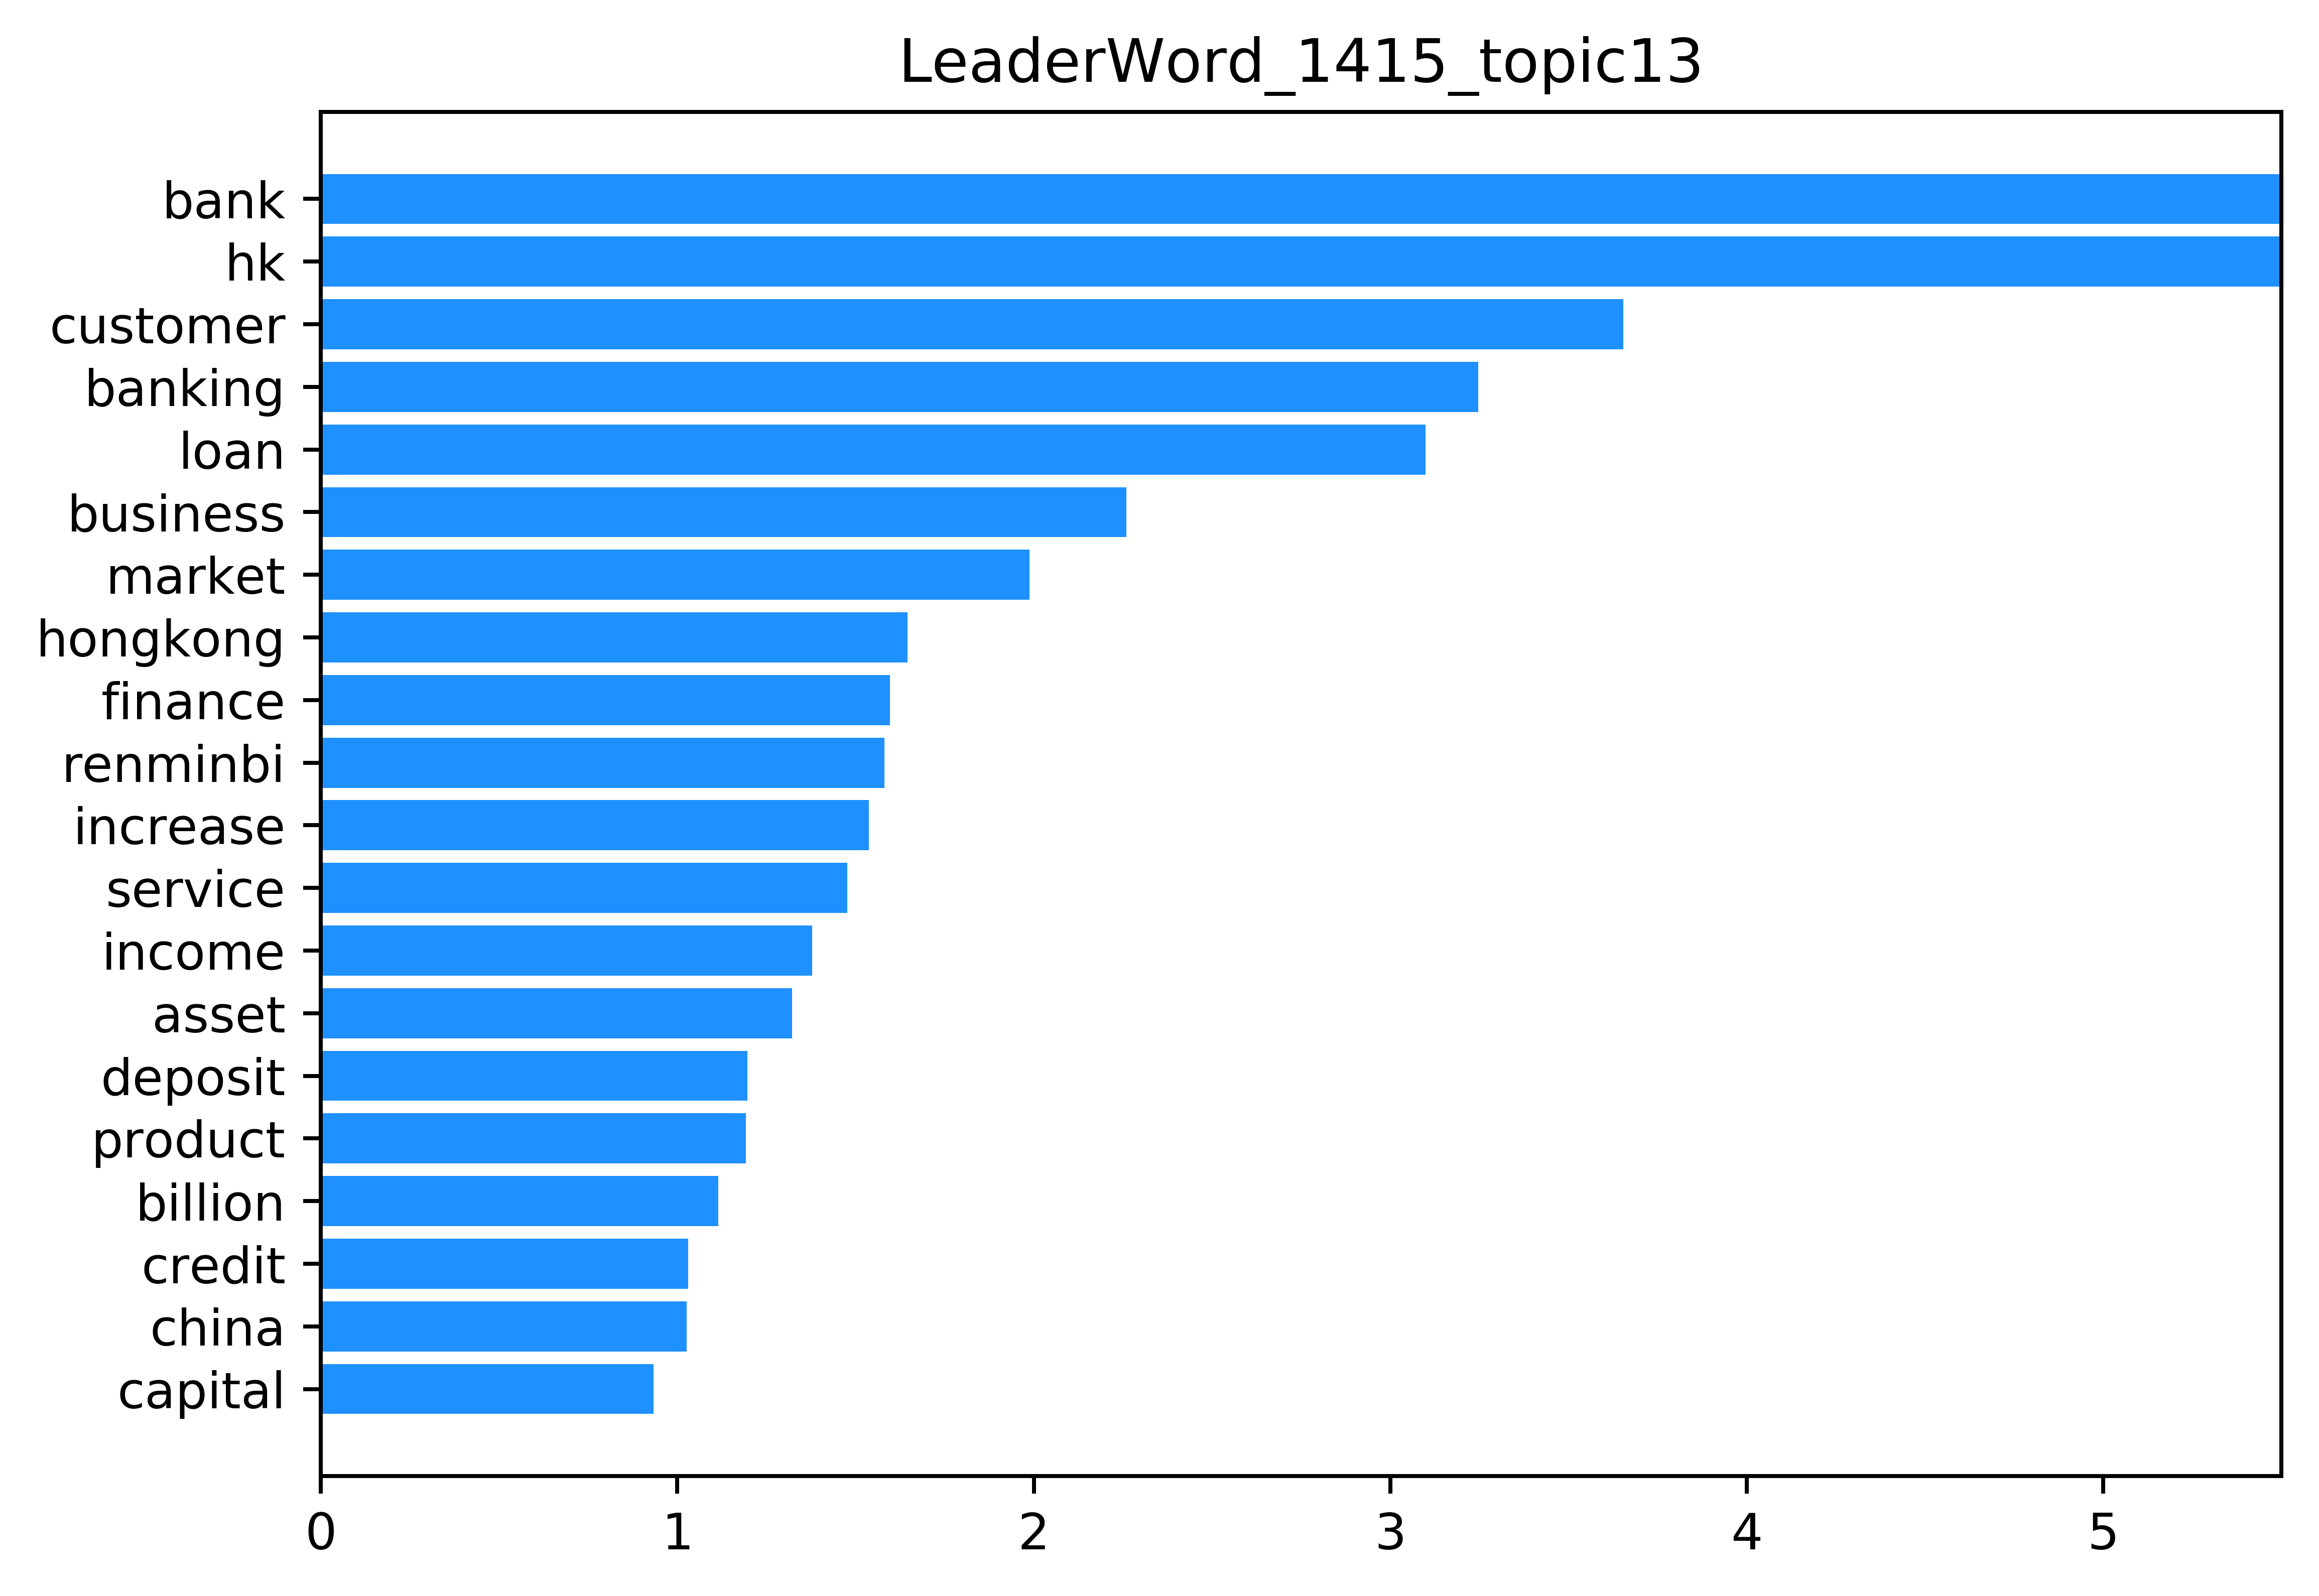 LeaderWord_1415_topic13
bank
hk
customer
banking
loan
business
market
hongkong
finance
renminbi
increase
service
income
asset
deposit
product
billion
credit
china
capital
0 1 2 3 4 5